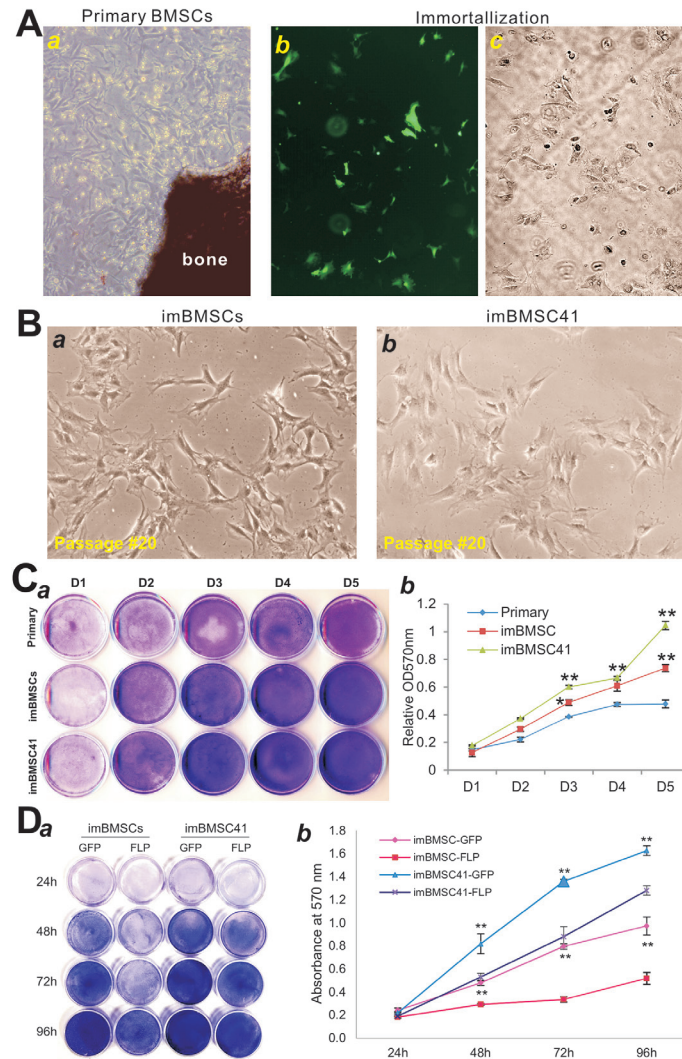 A
Primary BMSCs
Immortallization
a
b
c
bone
B
imBMSCs
imBMSC41
a
b
Passage #20
Passage #20
C
a
D1 D2 D3 D4 D5
Primary
imBMSCs
imBMSC41
b
Relative OD570nm
1.2
1
0.8
0.6
0.4
0.2
0
Primary
imBMSC
imBMSC41
*
**
**
**
**
D1 D2 D3 D4 D5
D
a
imBMSCs imBMSC41
GFP FLP GFP FLP
24h
48h
72h
96h
b
Absorbance at 570 nm
1.8
1.6
1.4
1.2
1.0
0.8
0.6
0.4
0.2
0.0
imBMSC-GFP
imBMSC-FLP
imBMSC41-GFP
imBMSC41-FLP
**
**
**
**
**
**
24h 48h 72h 96h